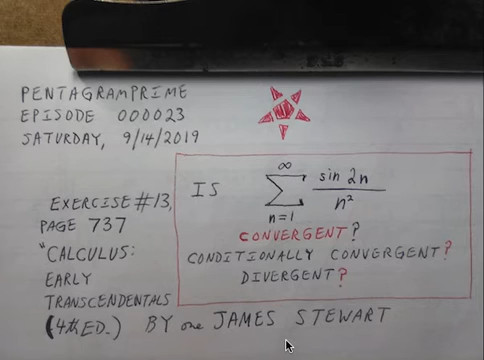 PENTAGRAMPRIME
EPISODE 000023
SATURDAY, 9/14/2019
EXERCISE #13,
PAGE 737
"CALCULUS:
EARLY
TRANSCENDENTALS
(4th ED.) BY one JAMES STEWART
IS ∞ ∑ n=1 sin 2n / n²
CONVERGENT?
CONDITIONALLY CONVERGENT?
DIVERGENT?